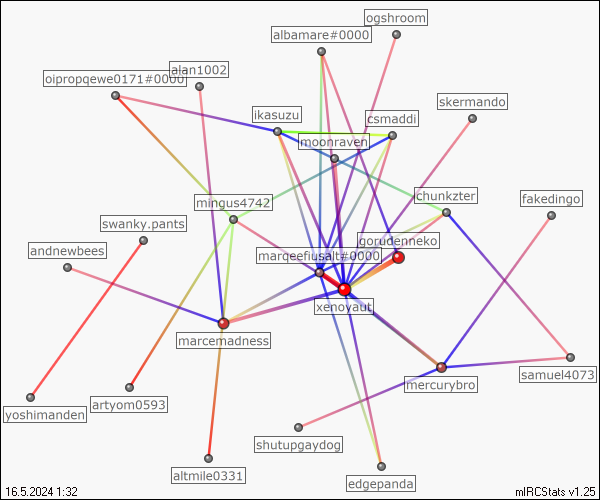 ogshroom
albamare#0000
alan1002
oipropqewe0171#0000
skermando
ikasuzu
csmaddi
moonraven
chunkzter
mingus4742
fakedingo
swanky.pants
gorudenneko
andnewbees
marqeefiusalt#0000
xenoyaut
marcemadness
samuel4073
mercurybro
yoshimanden
artyom0593
shutupgaydog
altmile0331
edgepanda
16.5.2024 1:32
mIRCStats v1.25